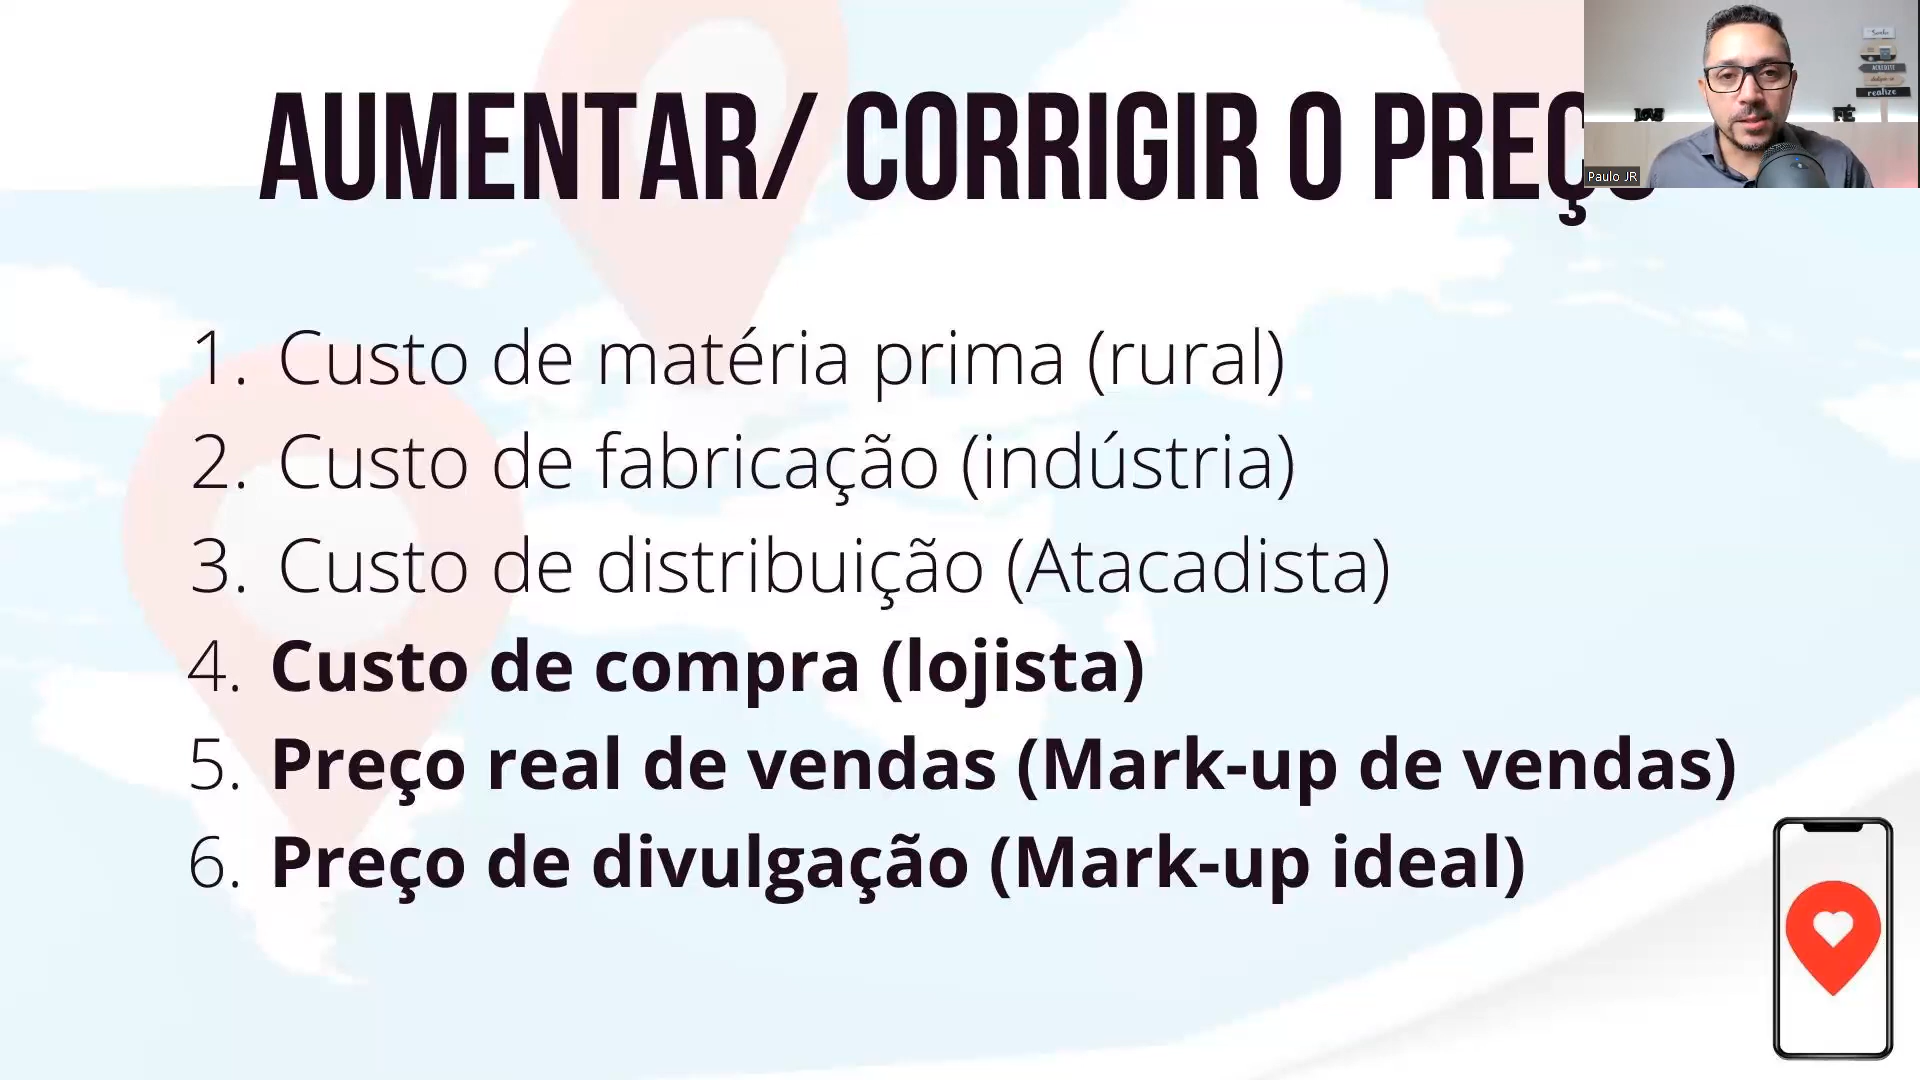 AUMENTAR/ CORRIGIR O PREÇO
Paulo JR
realize
FÉ
1. Custo de matéria prima (rural)
2. Custo de fabricação (indústria)
3. Custo de distribuição (Atacadista)
4. Custo de compra (lojista)
5. Preço real de vendas (Mark-up de vendas)
6. Preço de divulgação (Mark-up ideal)